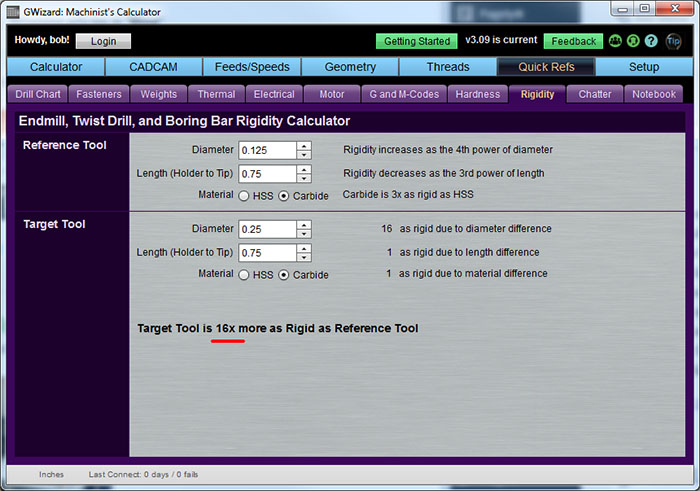 GWizard: Machinist's Calculator
Howdy, bob! Login Getting Started v3.09 is current Feedback ? Tip
Calculator CADCAM Feeds/Speeds Geometry Threads Quick Refs Setup
Drill Chart Fasteners Weights Thermal Electrical Motor G and M-Codes Hardness Rigidity Chatter Notebook
Endmill, Twist Drill, and Boring Bar Rigidity Calculator
Reference Tool Diameter 0.125 Rigidity increases as the 4th power of diameter
Length (Holder to Tip) 0.75 Rigidity decreases as the 3rd power of length
Material HSS Carbide Carbide is 3x as rigid as HSS
Target Tool Diameter 0.25 16 as rigid due to diameter difference
Length (Holder to Tip) 0.75 1 as rigid due to length difference
Material HSS Carbide 1 as rigid due to material difference
Target Tool is 16x more as Rigid as Reference Tool
Inches Last Connect: 0 days / 0 fails